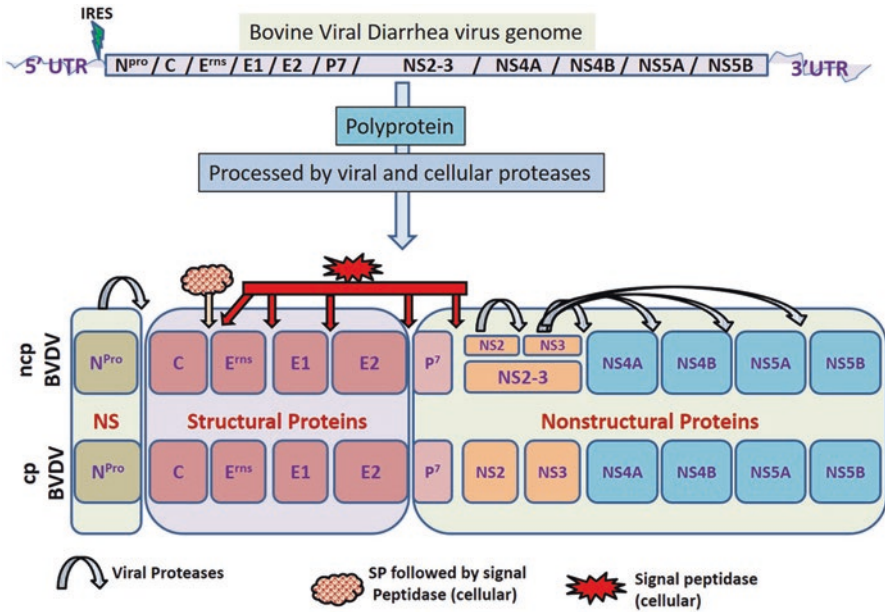 IRES
Bovine Viral Diarrhea virus genome
5' UTR Nᵖʳᵒ / C / Eʳⁿˢ / E1 / E2 / P7 / NS2-3 / NS4A / NS4B / NS5A / NS5B 3'UTR
Polyprotein
Processed by viral and cellular proteases
ncp
BVDV
Nᴾʳᵒ C Eʳⁿˢ E1 E2 P⁷ NS2 NS3 NS4A NS4B NS5A NS5B
NS2-3
NS Structural Proteins Nonstructural Proteins
cp
BVDV
Nᴾʳᵒ C Eʳⁿˢ E1 E2 P⁷ NS2 NS3 NS4A NS4B NS5A NS5B
Viral Proteases
SP followed by signal
Peptidase (cellular)
Signal peptidase
(cellular)